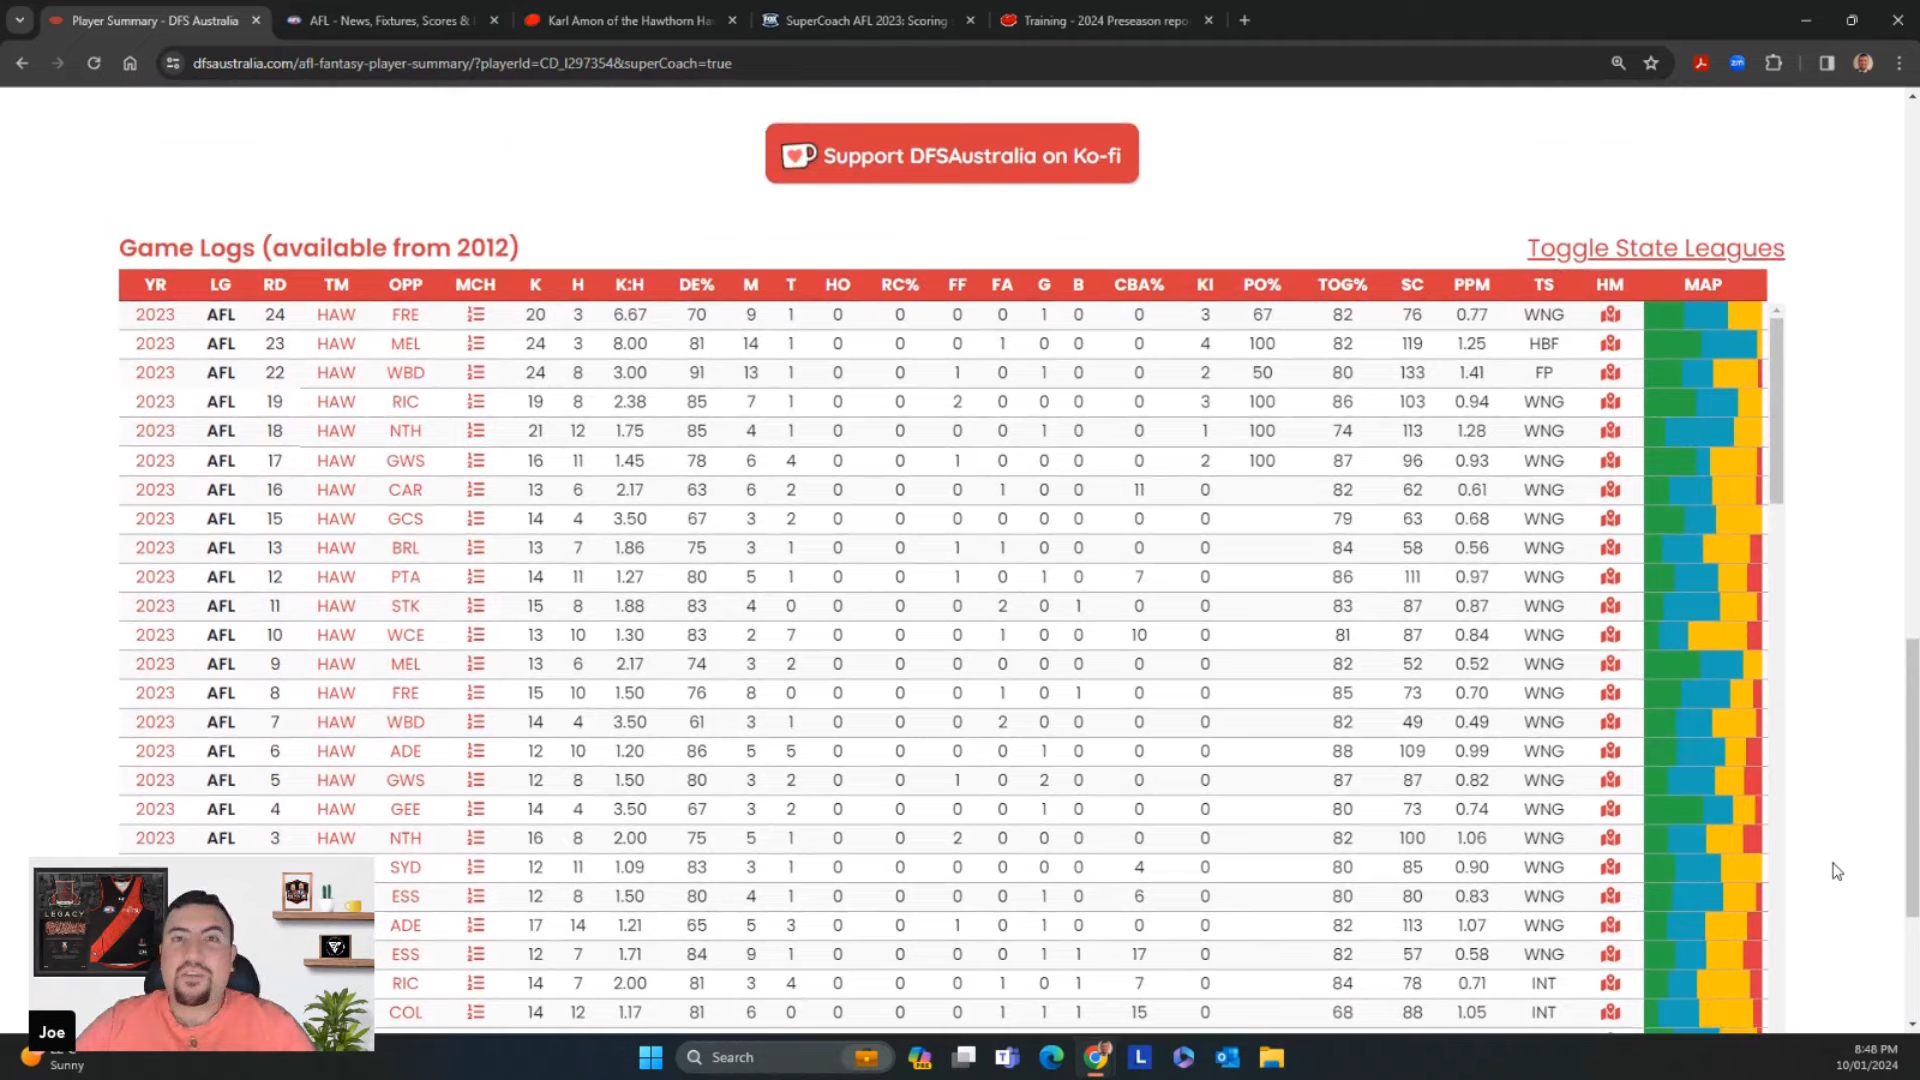 Player Summary - DFS Australia
AFL - News, Fixtures, Scores &
Karl Amon of the Hawthorn Ha
SuperCoach AFL 2023: Scoring
Training - 2024 Preseason repo
dfsaustralia.com/afl-fantasy-player-summary/?playerId=CD_I297354&superCoach=true
Support DFSAustralia on Ko-fi
Game Logs (available from 2012)
Toggle State Leagues
YR LG RD TM OPP MCH K H K:H DE% M T HO RC% FF FA G B CBA% KI PO% TOG% SC PPM TS HM MAP
2023 AFL 24 HAW FRE 20 3 6.67 70 9 1 0 0 0 0 1 0 0 3 67 82 76 0.77 WNG
2023 AFL 23 HAW MEL 24 3 8.00 81 14 1 0 0 0 1 0 0 0 4 100 82 119 1.25 HBF
2023 AFL 22 HAW WBD 24 8 3.00 91 13 1 0 0 1 0 1 0 0 2 50 80 133 1.41 FP
2023 AFL 19 HAW RIC 19 8 2.38 85 7 1 0 0 2 0 0 0 0 3 100 86 103 0.94 WNG
2023 AFL 18 HAW NTH 21 12 1.75 85 4 1 0 0 0 0 1 0 0 1 100 74 113 1.28 WNG
2023 AFL 17 HAW GWS 16 11 1.45 78 6 4 0 0 1 0 0 0 0 2 100 87 96 0.93 WNG
2023 AFL 16 HAW CAR 13 6 2.17 63 6 2 0 0 0 1 0 0 11 0 82 62 0.61 WNG
2023 AFL 15 HAW GCS 14 4 3.50 67 3 2 0 0 0 0 0 0 0 0 79 63 0.68 WNG
2023 AFL 13 HAW BRL 13 7 1.86 75 3 1 0 0 1 1 0 0 0 0 84 58 0.56 WNG
2023 AFL 12 HAW PTA 14 11 1.27 80 5 1 0 0 1 0 1 0 7 0 86 111 0.97 WNG
2023 AFL 11 HAW STK 15 8 1.88 83 4 0 0 0 0 2 0 1 0 0 83 87 0.87 WNG
2023 AFL 10 HAW WCE 13 10 1.30 83 2 7 0 0 0 1 0 0 10 0 81 87 0.84 WNG
2023 AFL 9 HAW MEL 13 6 2.17 74 3 2 0 0 0 0 0 0 0 0 82 52 0.52 WNG
2023 AFL 8 HAW FRE 15 10 1.50 76 8 0 0 0 0 1 0 1 0 0 85 73 0.70 WNG
2023 AFL 7 HAW WBD 14 4 3.50 61 3 1 0 0 0 2 0 0 0 0 82 49 0.49 WNG
2023 AFL 6 HAW ADE 12 10 1.20 86 5 5 0 0 0 0 1 0 0 0 88 109 0.99 WNG
2023 AFL 5 HAW GWS 12 8 1.50 80 3 2 0 0 1 0 2 0 0 0 87 87 0.82 WNG
2023 AFL 4 HAW GEE 14 4 3.50 67 3 2 0 0 0 0 1 0 0 0 80 73 0.74 WNG
2023 AFL 3 HAW NTH 16 8 2.00 75 5 1 0 0 2 0 0 0 0 0 82 100 1.06 WNG
SYD 12 11 1.09 83 3 1 0 0 0 0 0 0 4 0 80 85 0.90 WNG
ESS 12 8 1.50 80 4 1 0 0 0 0 1 0 6 0 80 80 0.83 WNG
ADE 17 14 1.21 65 5 3 0 0 1 0 1 0 0 0 82 113 1.07 WNG
ESS 12 7 1.71 84 9 1 0 0 0 0 1 1 17 0 82 57 0.58 WNG
RIC 14 7 2.00 81 3 4 0 0 0 1 0 1 7 0 84 78 0.71 INT
COL 14 12 1.17 81 6 0 0 0 0 1 1 1 15 0 68 88 1.05 INT
LEGACY
Joe
Sunny
Search
8:48 PM
10/01/2024